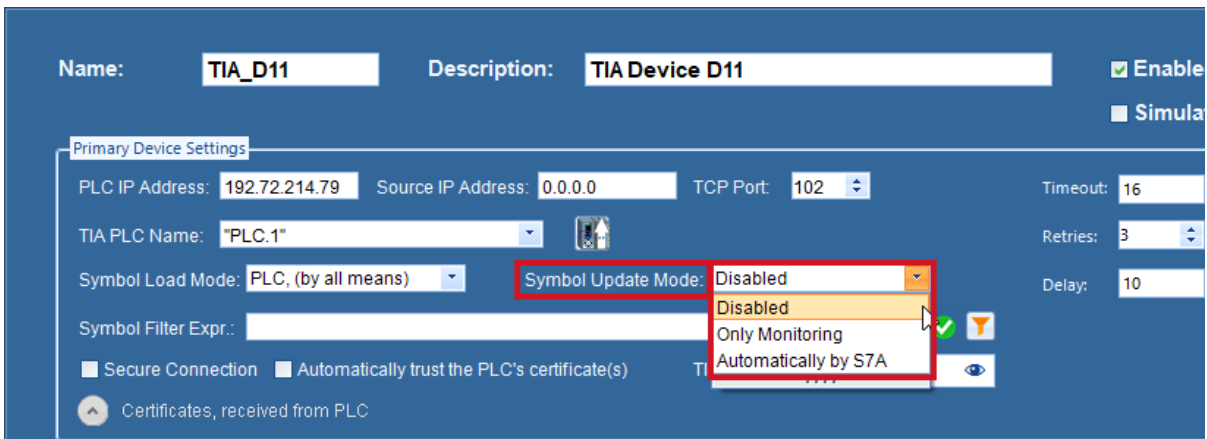 Name: TIA_D11 Description: TIA Device D11 Enable
Simula
Primary Device Settings
PLC IP Address: 192.72.214.79 Source IP Address: 0.0.0.0 TCP Port: 102 Timeout: 16
TIA PLC Name: "PLC.1" Retries: 3
Symbol Load Mode: PLC, (by all means) Symbol Update Mode: Disabled Delay: 10
Disabled
Symbol Filter Expr.:
Only Monitoring
Automatically by S7A
Secure Connection Automatically trust the PLC's certificate(s)
Certificates, received from PLC